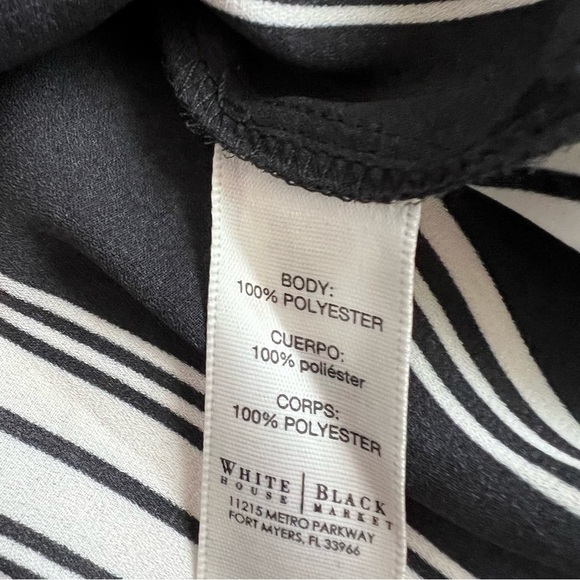 BODY:
100% POLYESTER
CUERPO:
100% poliéster
CORPS:
100% POLYESTER
WHITE | BLACK
HOUSE | MARKET
11215 METRO PARKWAY
FORT MYERS, FL 33966